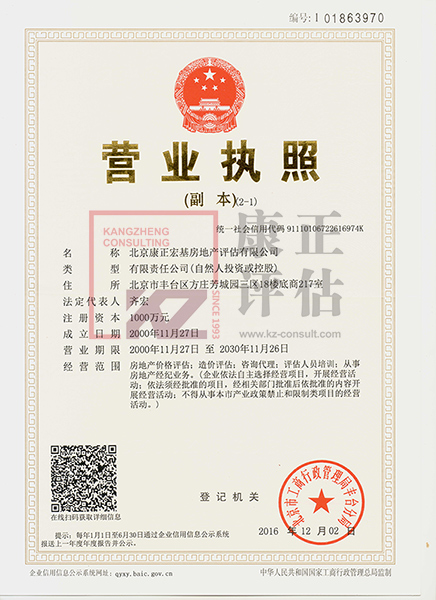 编号:1 01863970
营业执照
(副 本)(2-1)
统一社会信用代码 91110106722616974K
KANGZHENG
CONSULTING
康正
评估
KZ
SINCE 1993
www.kz-consult.com
名 称 北京康正宏基房地产评估有限公司
类 型 有限责任公司(自然人投资或控股)
住 所 北京市丰台区方庄芳城园三区18楼底商217室
法定代表人 齐宏
注册资本 1000万元
成立日期 2000年11月27日
营业期限 2000年11月27日 至 2030年11月26日
经营范围 房地产价格评估；造价评估；咨询代理；评估人员培训；从事
房地产经纪业务。（企业依法自主选择经营项目，开展经营活
动；依法须经批准的项目，经相关部门批准后依批准的内容开
展经营活动；不得从事本市产业政策禁止和限制类项目的经营
活动。）
在线扫码获取详细信息
登记机关
北京市工商行政管理局丰台分局
2016 年 12 月 02 日
提示：每年1月1日至6月30日通过企业信用信息公示系统
报送上一年度年度报告并公示。
企业信用信息公示系统网址：qyxy.baic.gov.cn
中华人民共和国国家工商行政管理总局监制